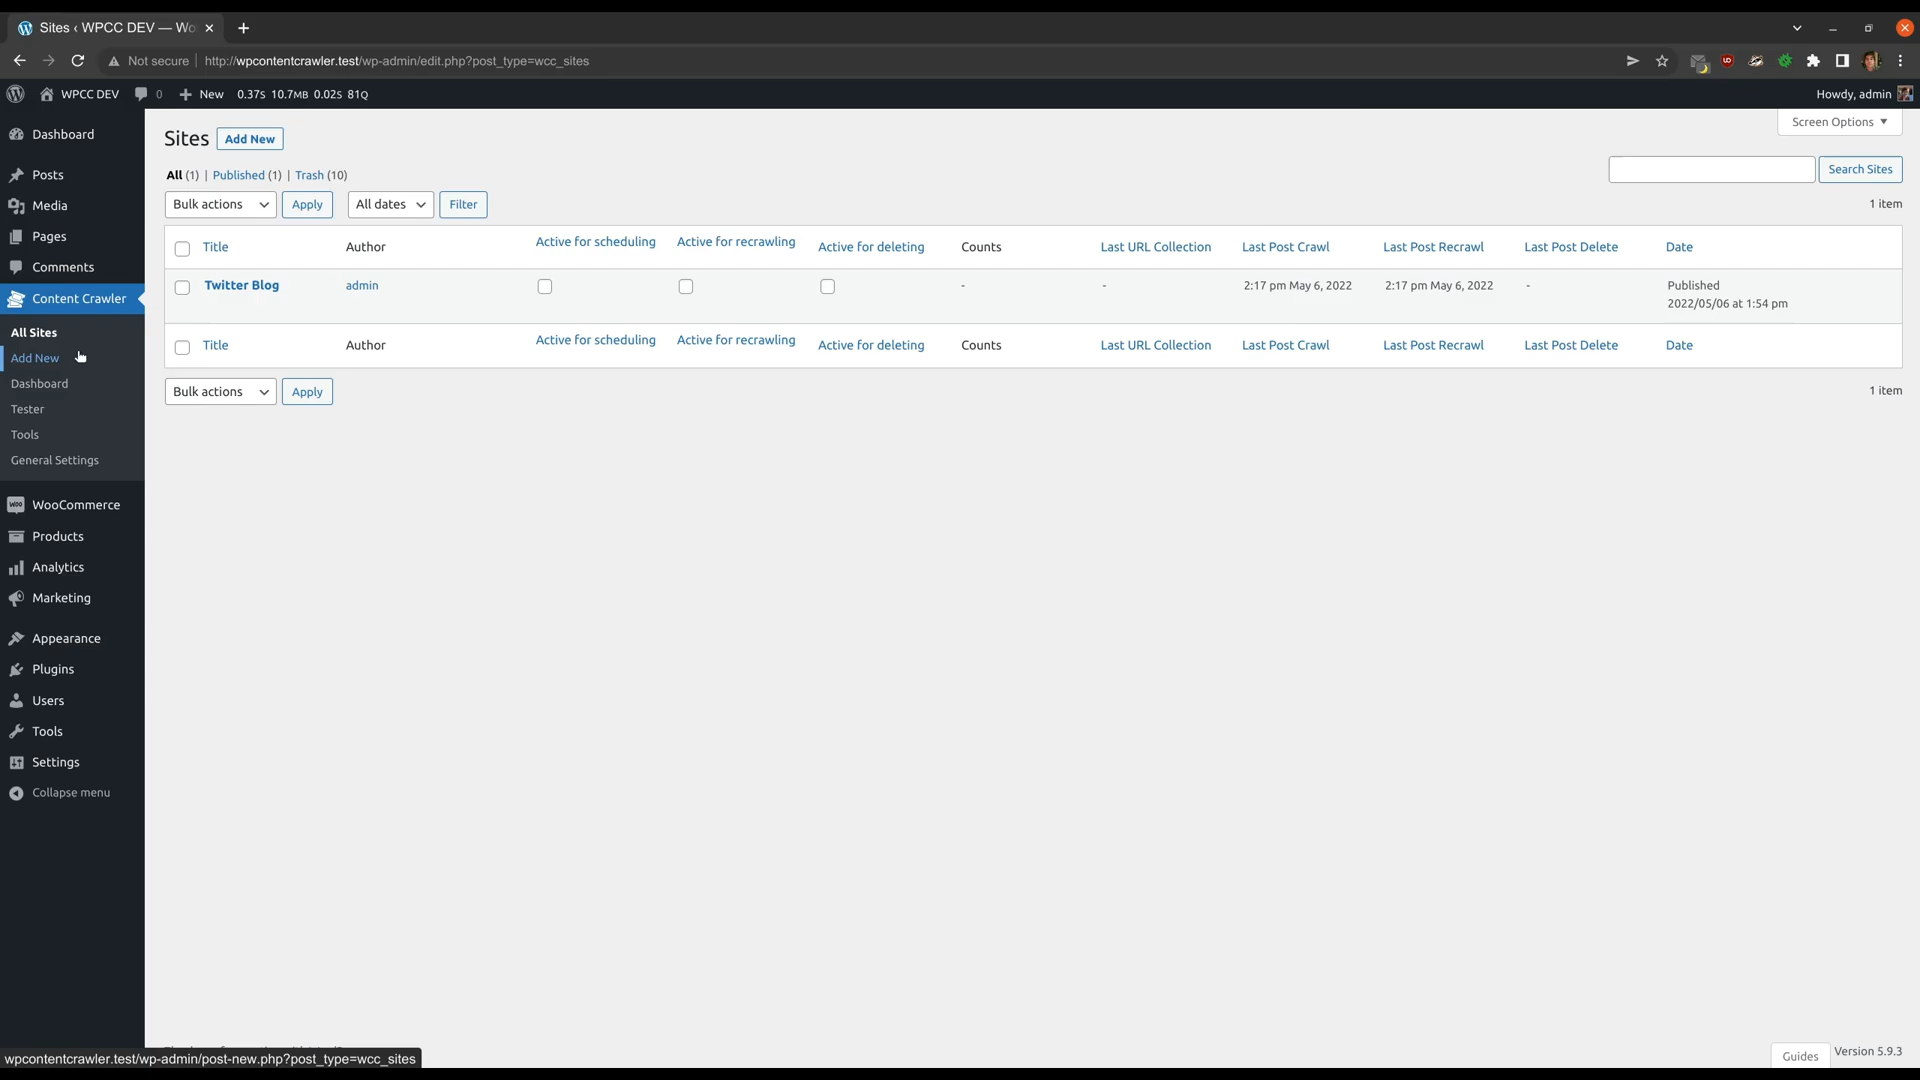 Sites ‹ WPCC DEV — Wo
Not secure http://wpcontentcrawler.test/wp-admin/edit.php?post_type=wcc_sites
WPCC DEV 0 New 0.37S 10.7MB 0.02S 81Q Howdy, admin
Dashboard
Posts
Media
Pages
Comments
Content Crawler
All Sites
Add New
Dashboard
Tester
Tools
General Settings
WooCommerce
Products
Analytics
Marketing
Appearance
Plugins
Users
Tools
Settings
Collapse menu
Screen Options
Sites Add New
All (1) | Published (1) | Trash (10)
Search Sites
Bulk actions Apply All dates Filter 1 item
Title Author Active for scheduling Active for recrawling Active for deleting Counts Last URL Collection Last Post Crawl Last Post Recrawl Last Post Delete Date
Twitter Blog admin - - 2:17 pm May 6, 2022 2:17 pm May 6, 2022 - Published
2022/05/06 at 1:54 pm
Title Author Active for scheduling Active for recrawling Active for deleting Counts Last URL Collection Last Post Crawl Last Post Recrawl Last Post Delete Date
Bulk actions Apply 1 item
Guides Version 5.9.3
wpcontentcrawler.test/wp-admin/post-new.php?post_type=wcc_sites